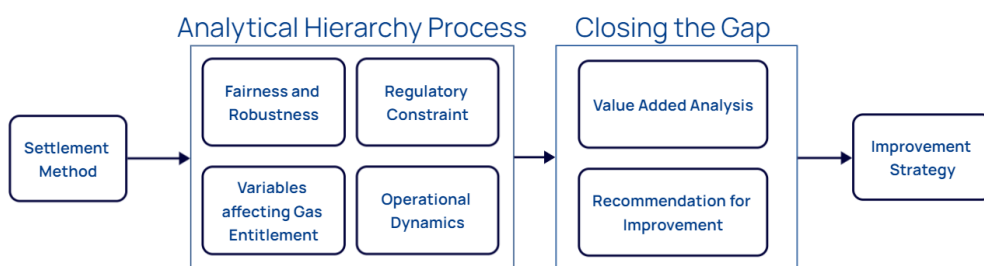 Analytical Hierarchy Process
Closing the Gap
Settlement
Method
Fairness and
Robustness
Regulatory
Constraint
Variables
affecting Gas
Entitlement
Operational
Dynamics
Value Added Analysis
Recommendation for
Improvement
Improvement
Strategy